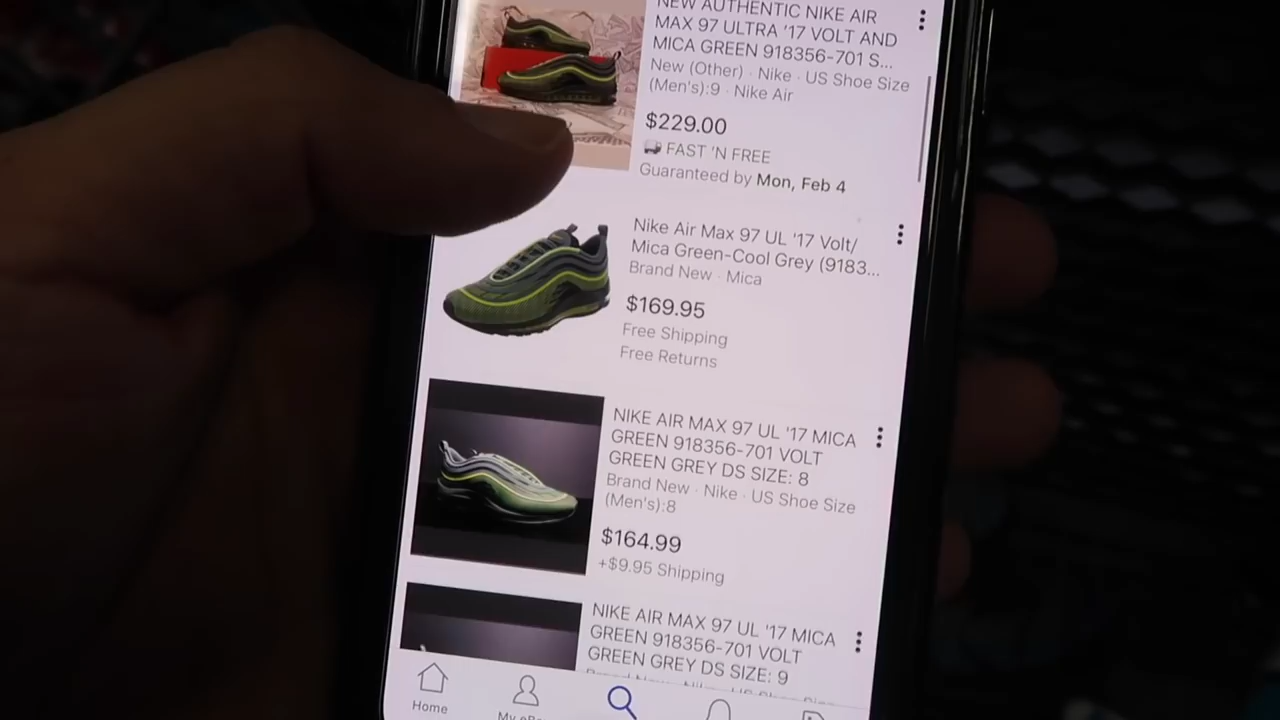 NEW AUTHENTIC NIKE AIR
MAX 97 ULTRA '17 VOLT AND
MICA GREEN 918356-701 S...
New (Other) · Nike · US Shoe Size
(Men's):9 · Nike Air
$229.00
FAST 'N FREE
Guaranteed by Mon, Feb 4
Nike Air Max 97 UL '17 Volt/
Mica Green-Cool Grey (9183...
Brand New · Mica
$169.95
Free Shipping
Free Returns
NIKE AIR MAX 97 UL '17 MICA
GREEN 918356-701 VOLT
GREEN GREY DS SIZE: 8
Brand New · Nike · US Shoe Size
(Men's):8
$164.99
+$9.95 Shipping
NIKE AIR MAX 97 UL '17 MICA
GREEN 918356-701 VOLT
GREEN GREY DS SIZE: 9
Home
My eBa